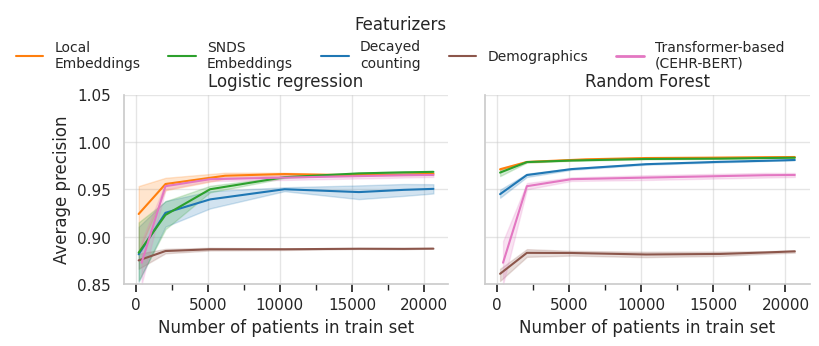 Featurizers
Local Embeddings
SNDS Embeddings
Decayed counting
Demographics
Transformer-based (CEHR-BERT)
Logistic regression
Random Forest
Average precision
1.05
1.00
0.95
0.90
0.85
0 5000 10000 15000 20000
0 5000 10000 15000 20000
Number of patients in train set
Number of patients in train set